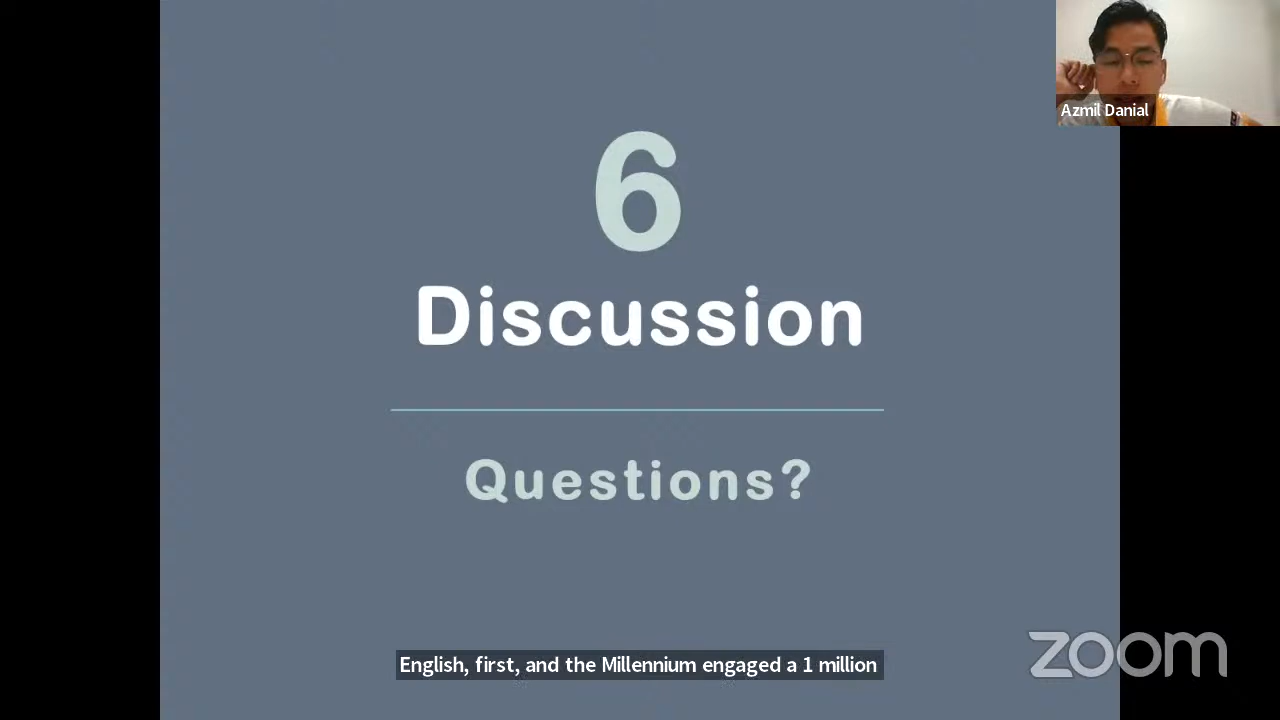 Azmil Danial
6
Discussion
Questions?
English, first, and the Millennium engaged a 1 million
zoom